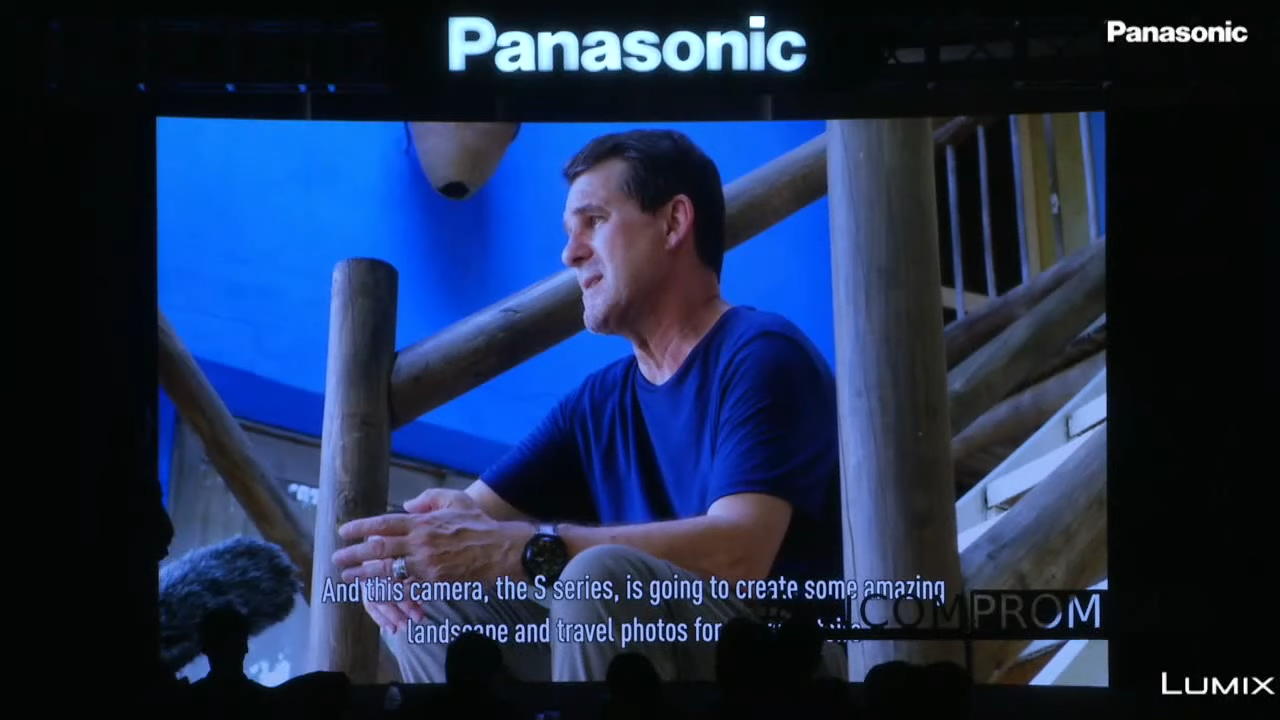 Panasonic
Panasonic
And this camera, the S series, is going to create some amazing
landscape and travel photos for
COMPROM
LUMIX